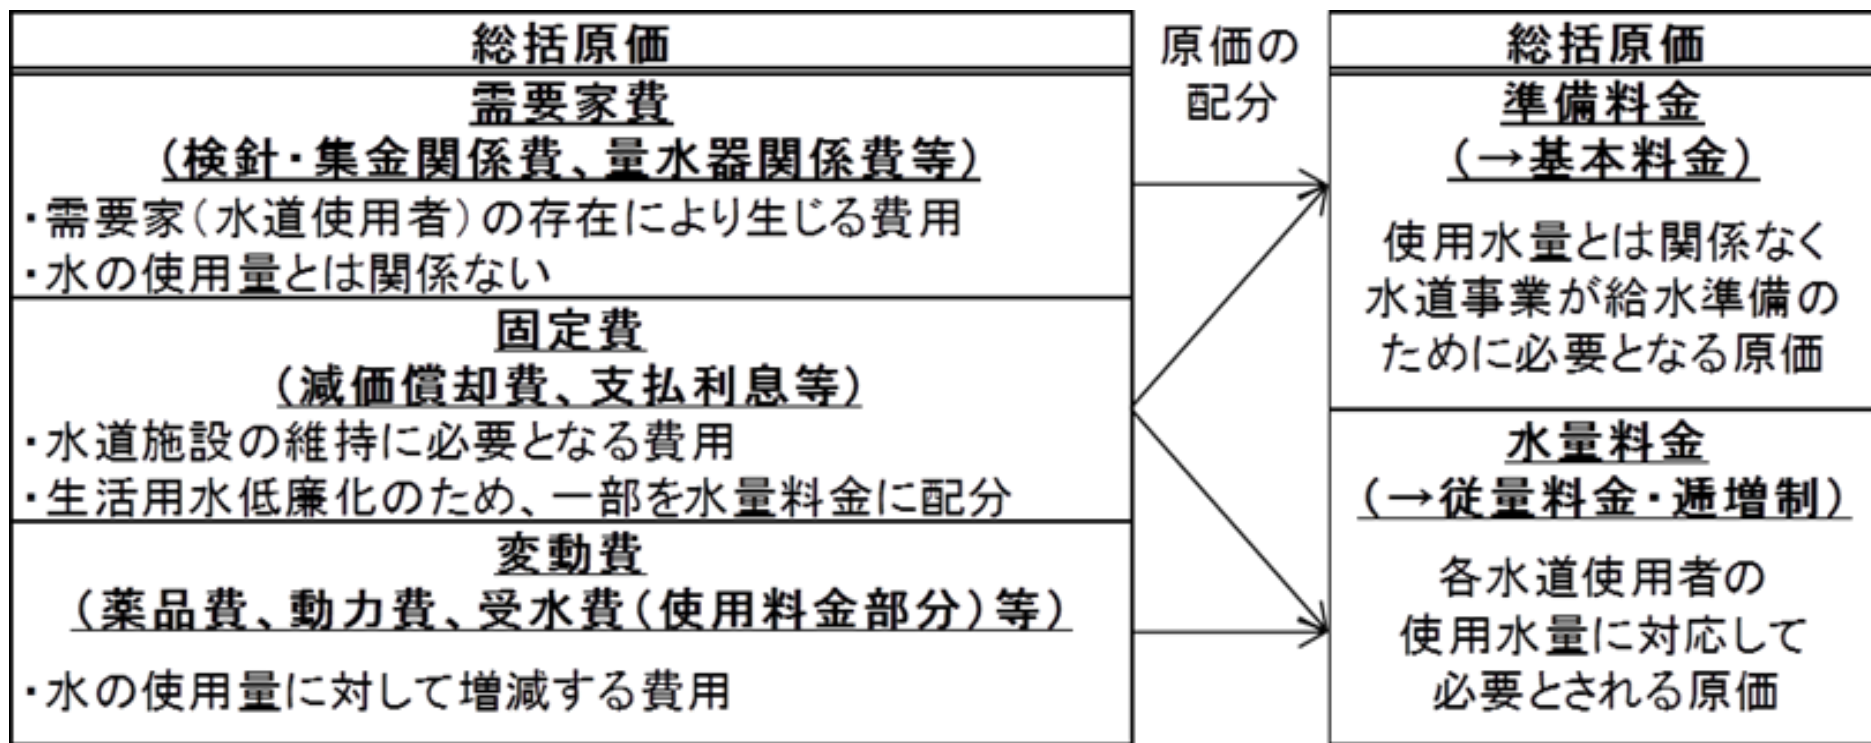 総括原価
需要家費
(検針・集金関係費、量水器関係費等)
・需要家(水道使用者)の存在により生じる費用
・水の使用量とは関係ない
固定費
(減価償却費、支払利息等)
・水道施設の維持に必要となる費用
・生活用水低廉化のため、一部を水量料金に配分
変動費
(薬品費、動力費、受水費(使用料金部分)等)
・水の使用量に対して増減する費用
原価の
配分
総括原価
準備料金
(→基本料金)
使用水量とは関係なく
水道事業が給水準備の
ために必要となる原価
水量料金
(→従量料金・逓増制)
各水道使用者の
使用水量に対応して
必要とされる原価